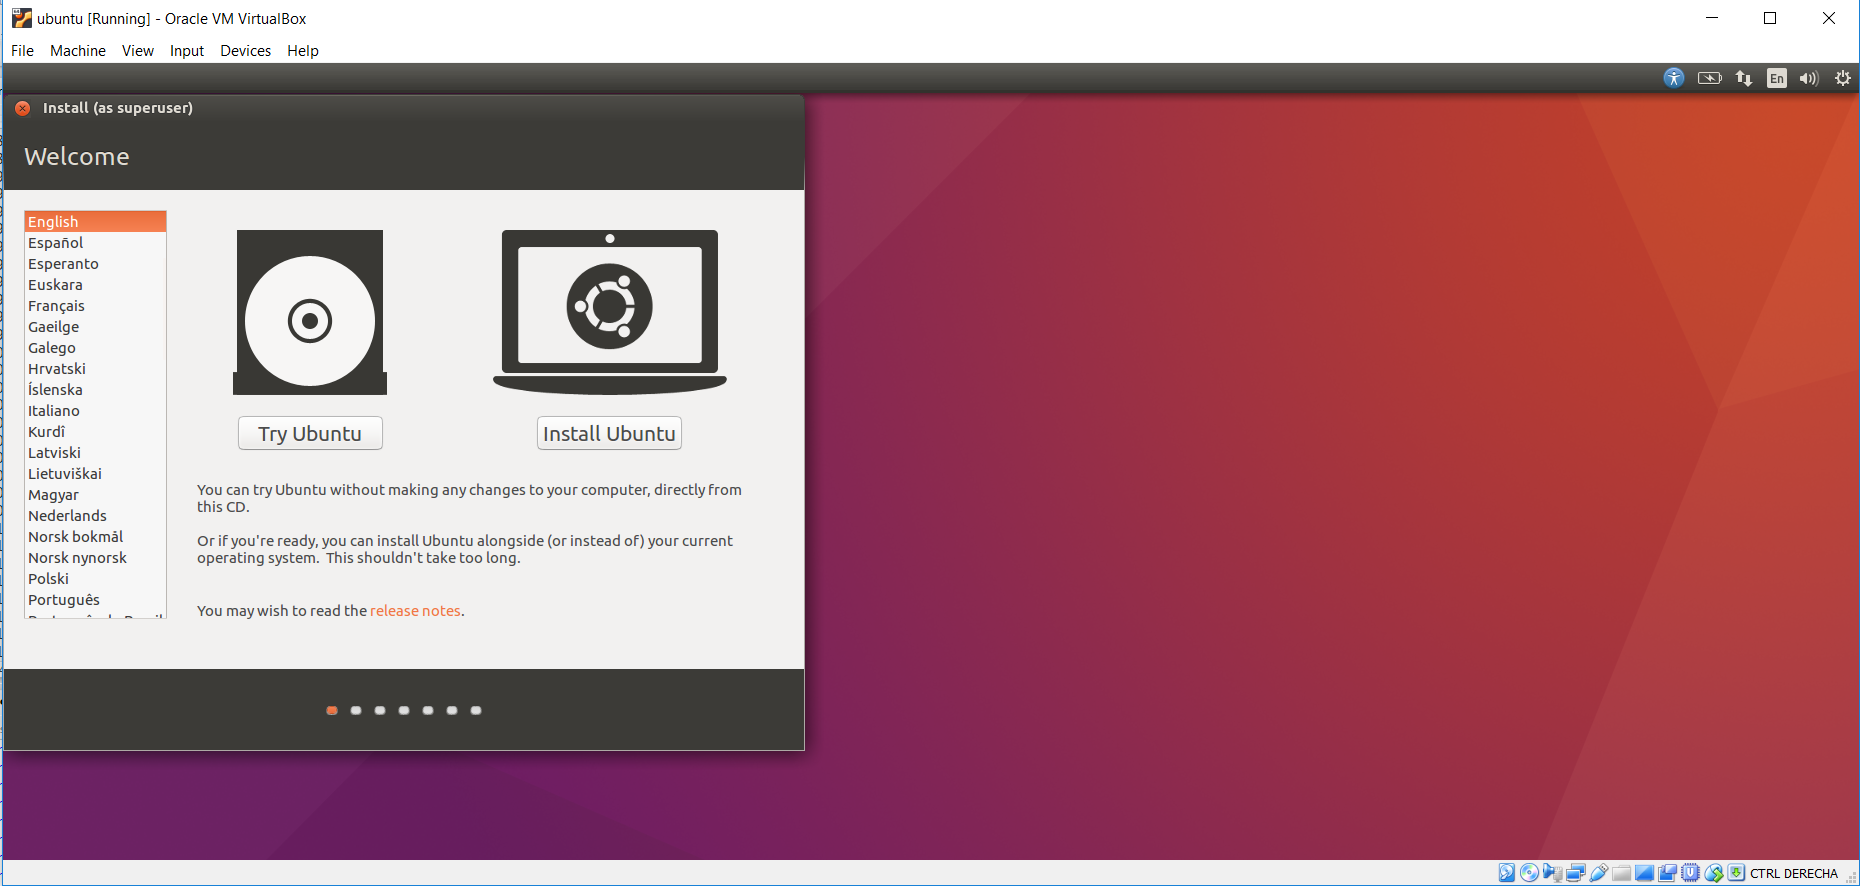 ubuntu [Running] - Oracle VM VirtualBox
File Machine View Input Devices Help
En
Install (as superuser)
Welcome
English
Español
Esperanto
Euskara
Français
Gaeilge
Galego
Hrvatski
Íslenska
Italiano
Kurdî
Latviski
Lietuviškai
Magyar
Nederlands
Norsk bokmål
Norsk nynorsk
Polski
Português
Try Ubuntu
Install Ubuntu
You can try Ubuntu without making any changes to your computer, directly from
this CD.
Or if you're ready, you can install Ubuntu alongside (or instead of) your current
operating system.  This shouldn't take too long.
You may wish to read the release notes.
CTRL DERECHA